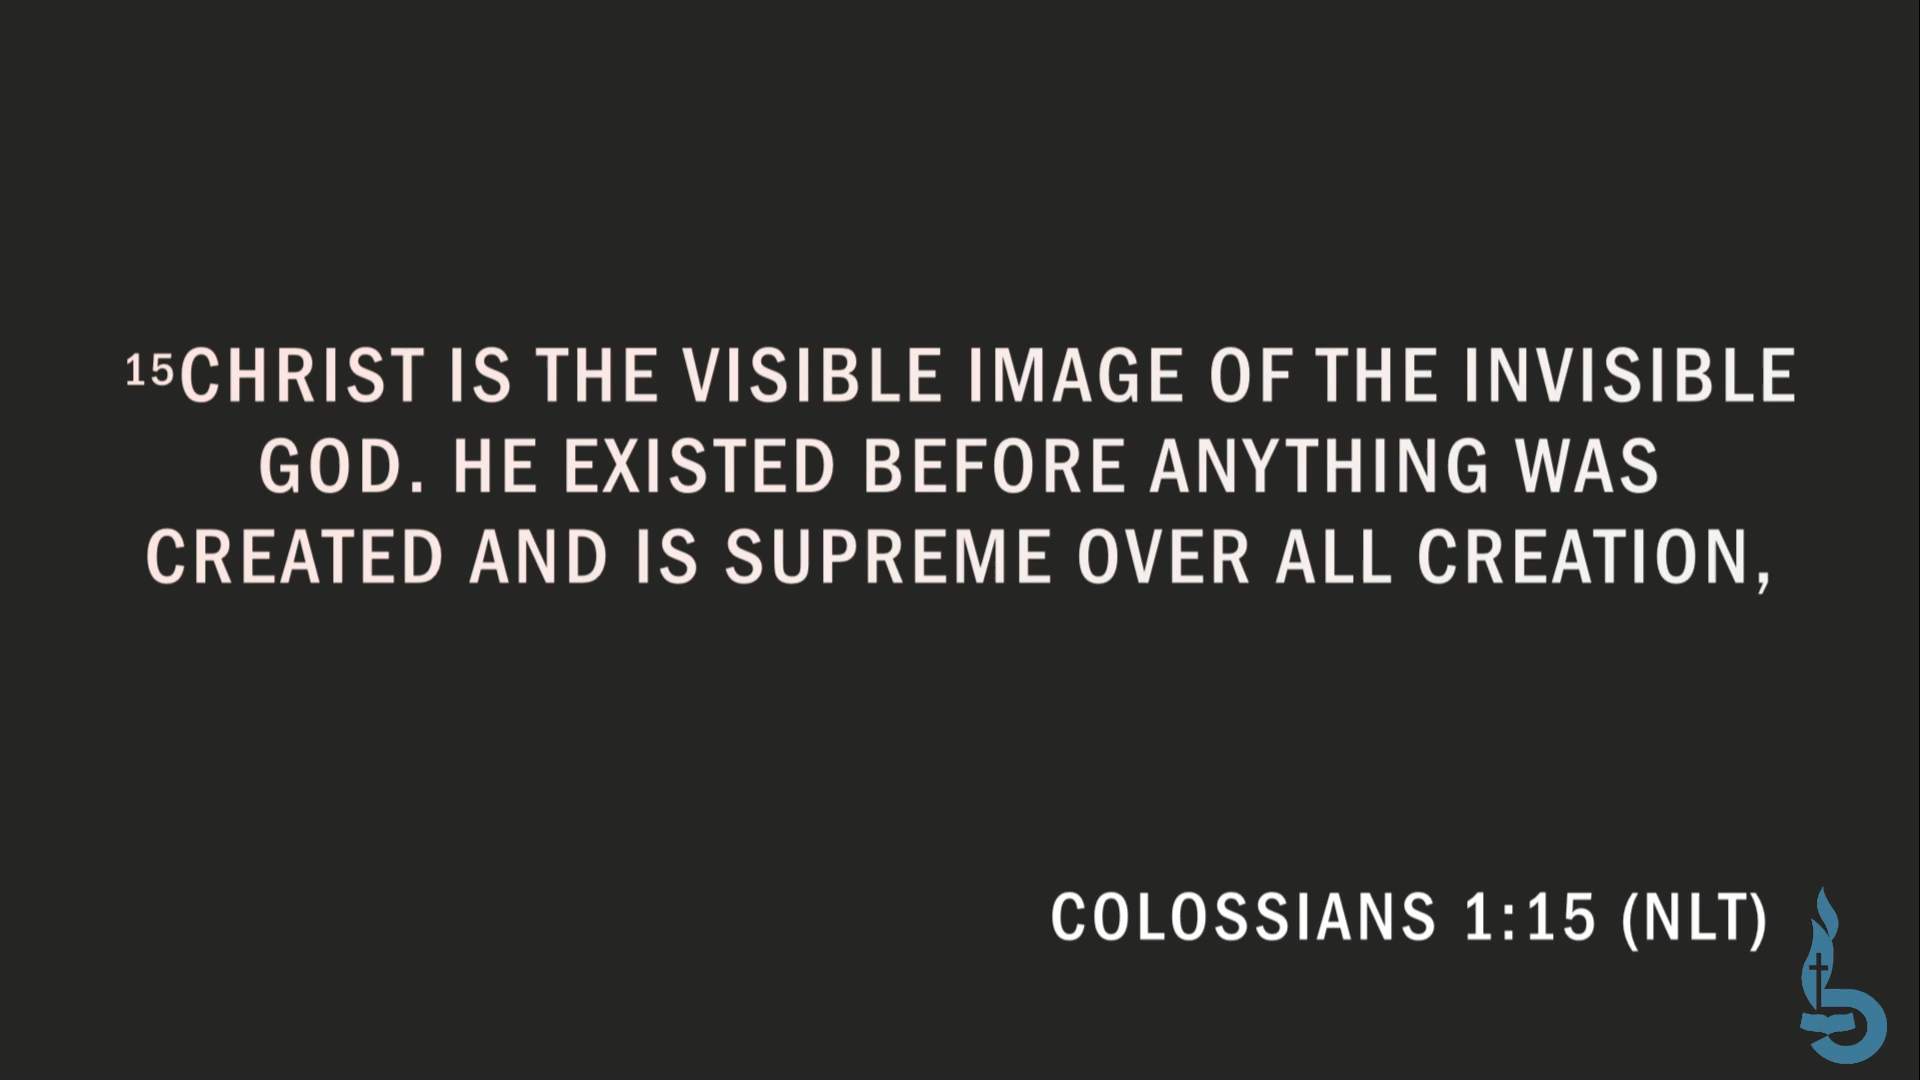 ¹⁵CHRIST IS THE VISIBLE IMAGE OF THE INVISIBLE
GOD. HE EXISTED BEFORE ANYTHING WAS
CREATED AND IS SUPREME OVER ALL CREATION,
COLOSSIANS 1:15 (NLT)